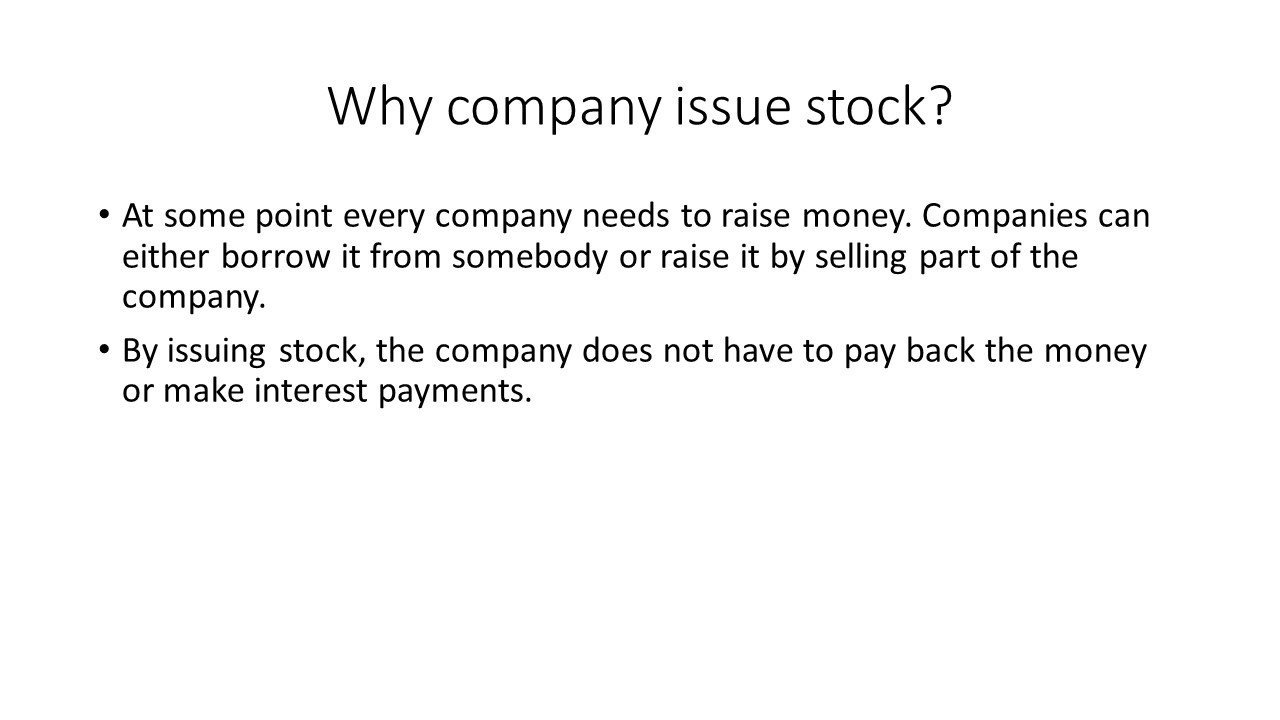 Why company issue stock?
• At some point every company needs to raise money. Companies can
either borrow it from somebody or raise it by selling part of the
company.
• By issuing stock, the company does not have to pay back the money
or make interest payments.